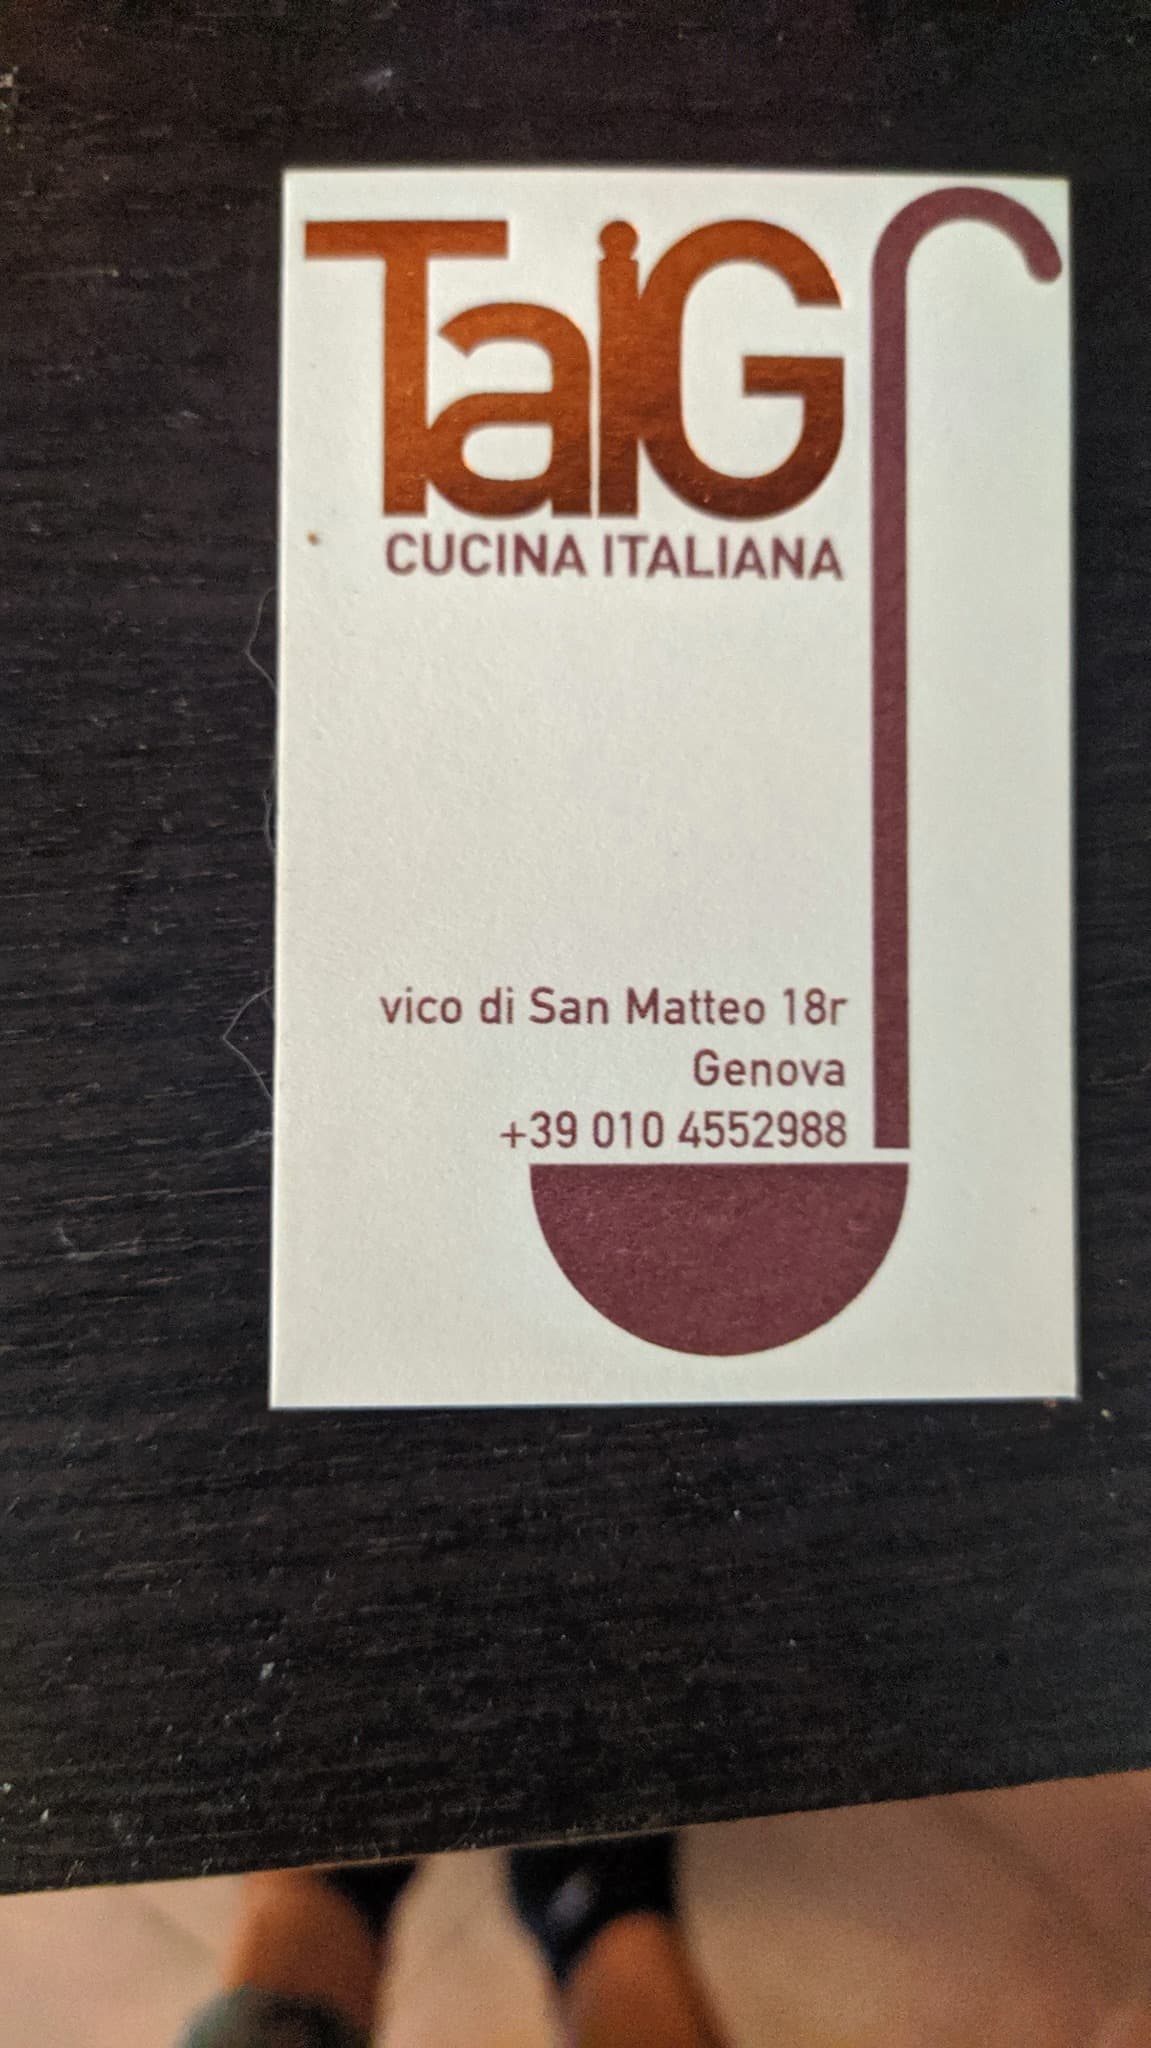 TaiG
CUCINA ITALIANA
vico di San Matteo 18r
Genova
+39 010 4552988